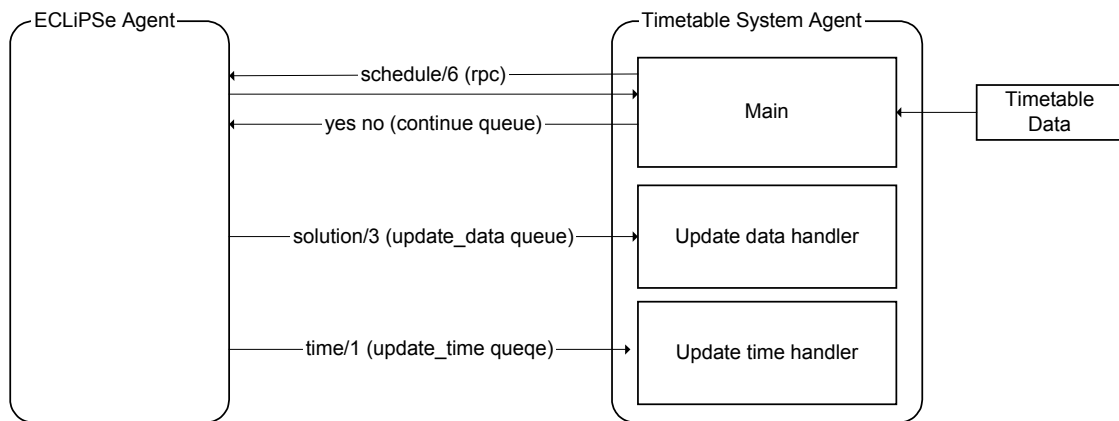 ECLiPSe Agent
Timetable System Agent
schedule/6 (rpc)
yes no (continue queue)
Main
Timetable
Data
solution/3 (update_data queue)
Update data handler
time/1 (update_time queqe)
Update time handler